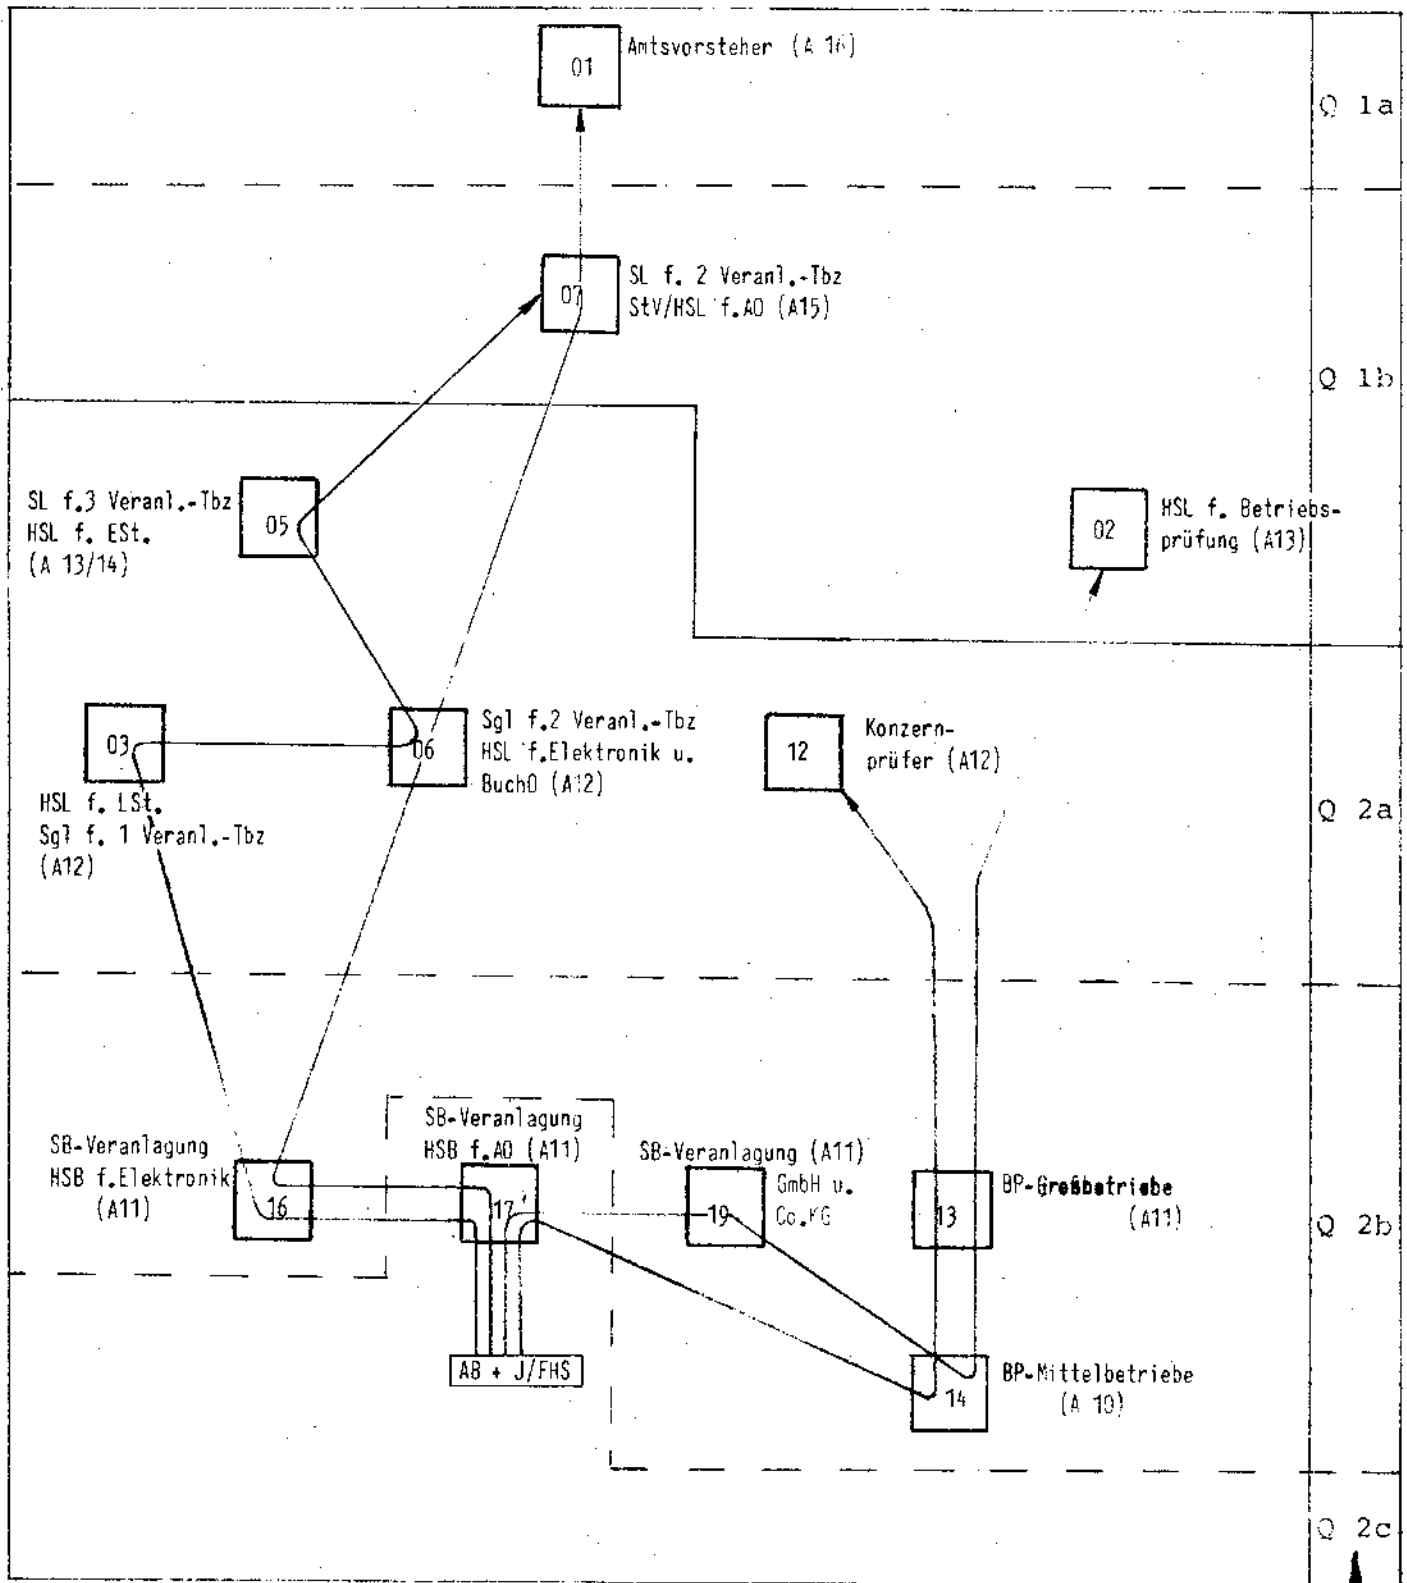 01
Amtsvorsteher (A 16)
Q 1a
07
SL f. 2 Veranl.-Tbz
StV/HSL f.AO (A15)
Q 1b
SL f.3 Veranl.-Tbz
HSL f. ESt.
(A 13/14)
05
02
HSL f. Betriebs-
prüfung (A13)
03
HSL f. LSt.
Sgl f. 1 Veranl.-Tbz
(A12)
06
Sgl f.2 Veranl.-Tbz
HSL f.Elektronik u.
BuchO (A12)
12
Konzern-
prüfer (A12)
Q 2a
SB-Veranlagung
HSB f.Elektronik
(A11)
16
SB-Veranlagung
HSB f.AO (A11)
17
SB-Veranlagung (A11)
GmbH u.
Co.KG
19
13
BP-Großbetriebe
(A11)
Q 2b
AB + J/FHS
14
BP-Mittelbetriebe
(A 10)
Q 2c